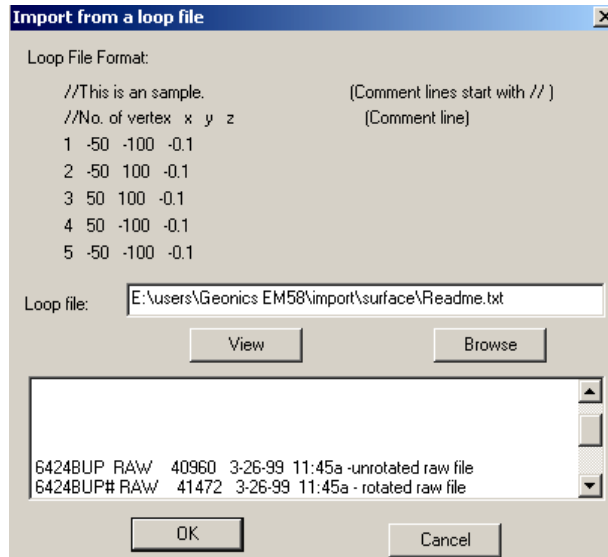 Import from a loop file
Loop File Format:
//This is an sample. (Comment lines start with // )
//No. of vertex x y z (Comment line)
1 -50 -100 -0.1
2 -50 100 -0.1
3 50 100 -0.1
4 50 -100 -0.1
5 -50 -100 -0.1
Loop file: E:\users\Geonics EM58\import\surface\Readme.txt
View Browse
6424BUP RAW 40960 3-26-99 11:45a -unrotated raw file
6424BUP# RAW 41472 3-26-99 11:45a - rotated raw file
OK Cancel